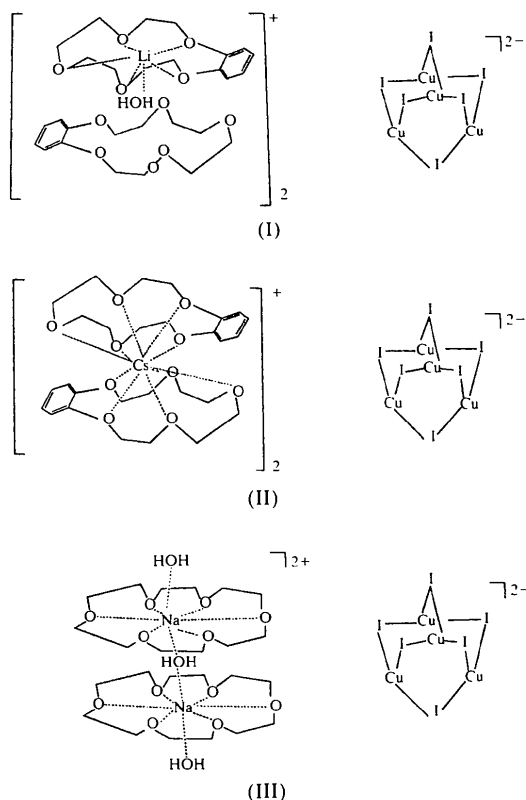 + 2−
I
O O
Li
O O
I Cu I
O
I Cu I
HOH
O O
O
Cu Cu
O O
O
I
2
(I)
+ 2−
O O
I
O
O
O
I Cu I
Cs
I Cu I
O O
O
Cu Cu
O O
I
2
(II)
HOH
2+ 2−
I
O O
O Na O
I Cu I
O O
I Cu I
HOH
O O
Cu Cu
O Na O
I
O O
HOH
(III)